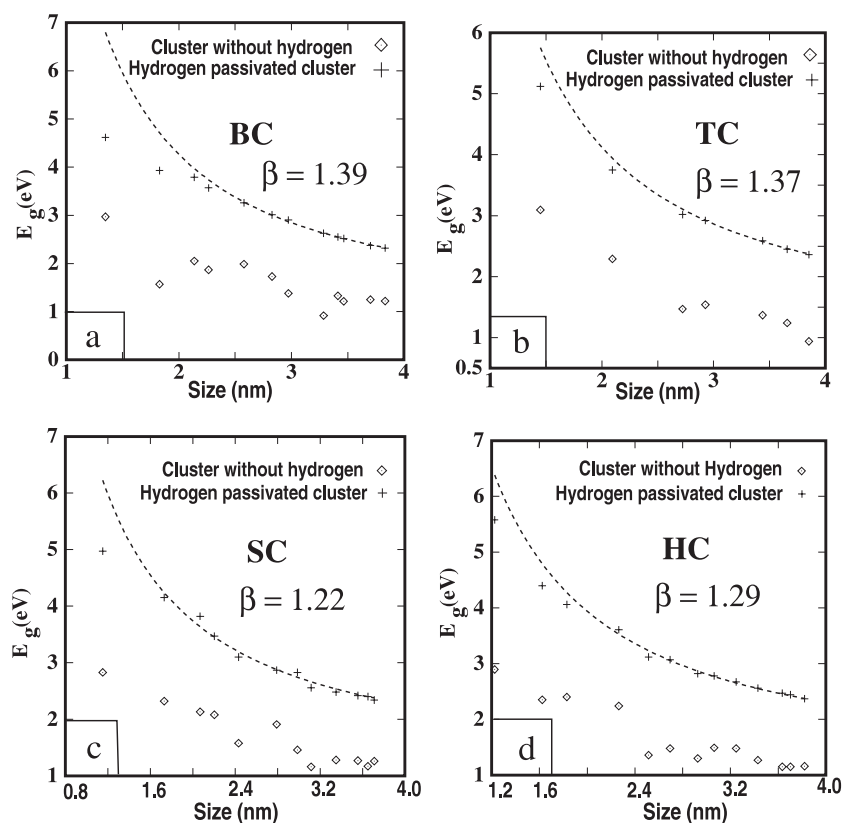 7
Cluster without hydrogen
6
Hydrogen passivated cluster
5
BC
4
β = 1.39
3
2
1
a
0
1 2 3 4
Size (nm)
E g(eV)
6
Cluster without hydrogen
Hydrogen passivated cluster
5
TC
4
β = 1.37
3
2
1
b
0.5
1 2 3 4
Size (nm)
E g(eV)
7
Cluster without hydrogen
Hydrogen passivated cluster
6
5
SC
4
β = 1.22
3
2
c
1
0.8 1.6 2.4 3.2 4.0
Size (nm)
E g(eV)
7
Cluster without Hydrogen
Hydrogen passivated cluster
6
5
HC
4
β = 1.29
3
2
d
1
1.2 1.6 2.4 3.2 4.0
Size (nm)
E g(eV)